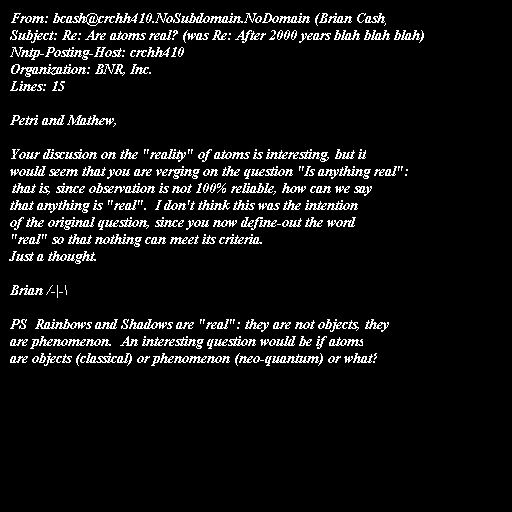 From: bcash@crchh410.NoSubdomain.NoDomain (Brian Cash,
Subject: Re: Are atoms real? (was Re: After 2000 years blah blah blah)
Nntp-Posting-Host: crchh410
Organization: BNR, Inc.
Lines: 15

Petri and Mathew,

Your discusion on the "reality" of atoms is interesting, but it
would seem that you are verging on the question "Is anything real":
that is, since observation is not 100% reliable, how can we say
that anything is "real".  I don't think this was the intention
of the original question, since you now define-out the word
"real" so that nothing can meet its criteria.
Just a thought.

Brian /-|-\

PS  Rainbows and Shadows are "real": they are not objects, they
are phenomenon.  An interesting question would be if atoms
are objects (classical) or phenomenon (neo-quantum) or what?